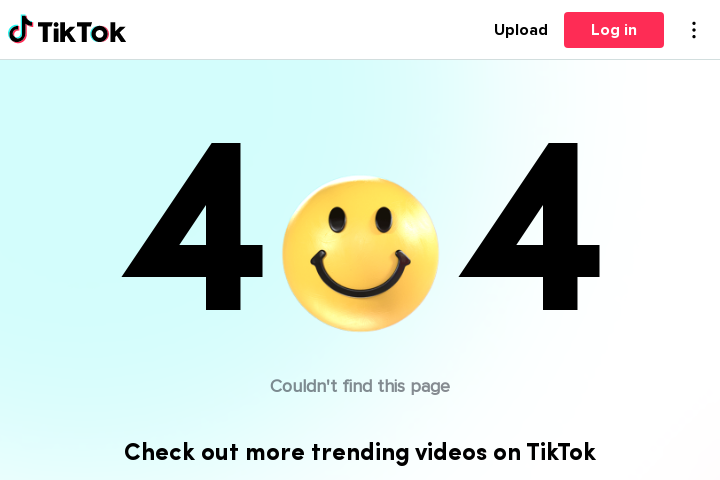 TikTok
Upload
Log in
4 4
Couldn't find this page
Check out more trending videos on TikTok